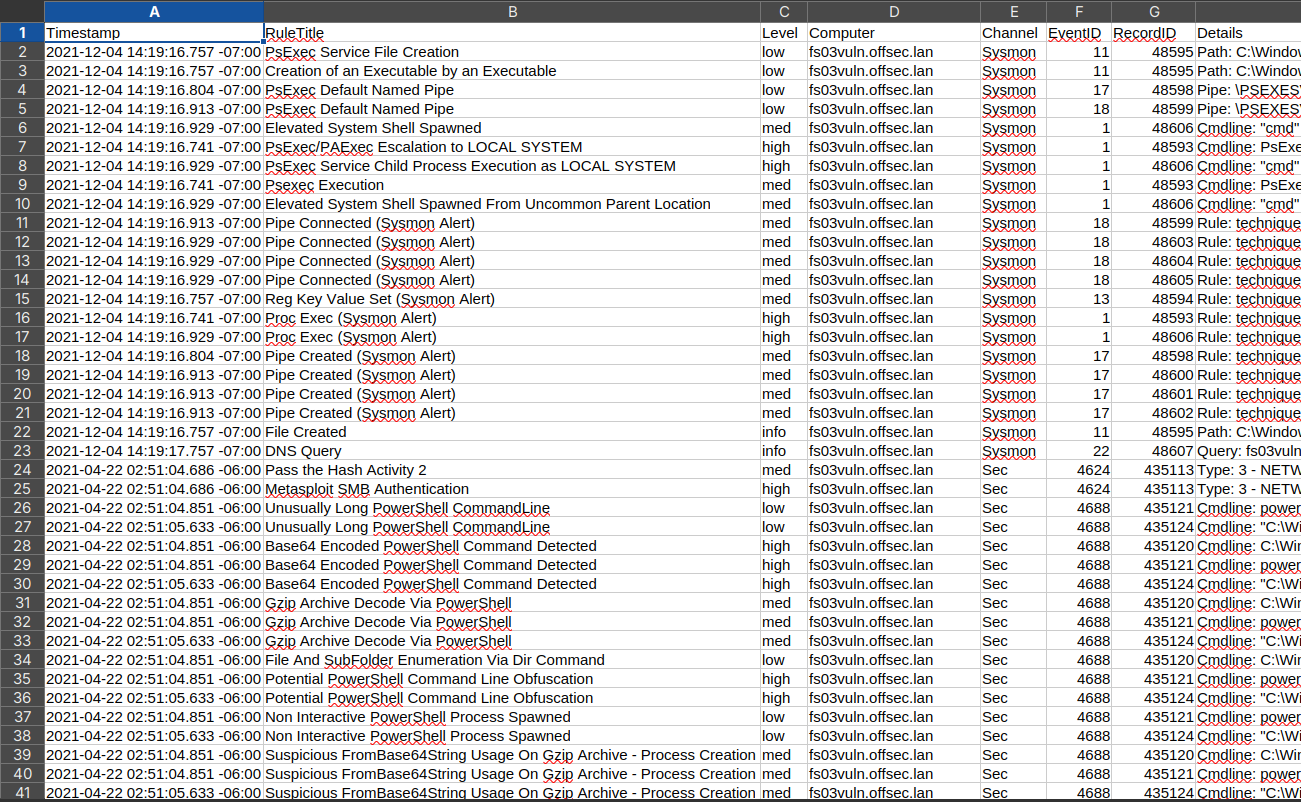 A B C D E F G
1 Timestamp RuleTitle Level Computer Channel EventID RecordID Details
2 2021-12-04 14:19:16.757 -07:00 PsExec Service File Creation low fs03vuln.offsec.lan Sysmon 11 48595 Path: C:\Window
3 2021-12-04 14:19:16.757 -07:00 Creation of an Executable by an Executable low fs03vuln.offsec.lan Sysmon 11 48595 Path: C:\Window
4 2021-12-04 14:19:16.804 -07:00 PsExec Default Named Pipe low fs03vuln.offsec.lan Sysmon 17 48598 Pipe: \PSEXES
5 2021-12-04 14:19:16.913 -07:00 PsExec Default Named Pipe low fs03vuln.offsec.lan Sysmon 18 48599 Pipe: \PSEXES
6 2021-12-04 14:19:16.929 -07:00 Elevated System Shell Spawned med fs03vuln.offsec.lan Sysmon 1 48606 Cmdline: "cmd"
7 2021-12-04 14:19:16.741 -07:00 PsExec/PAExec Escalation to LOCAL SYSTEM high fs03vuln.offsec.lan Sysmon 1 48593 Cmdline: PsExe
8 2021-12-04 14:19:16.929 -07:00 PsExec Service Child Process Execution as LOCAL SYSTEM high fs03vuln.offsec.lan Sysmon 1 48606 Cmdline: "cmd"
9 2021-12-04 14:19:16.741 -07:00 Psexec Execution med fs03vuln.offsec.lan Sysmon 1 48593 Cmdline: PsExe
10 2021-12-04 14:19:16.929 -07:00 Elevated System Shell Spawned From Uncommon Parent Location med fs03vuln.offsec.lan Sysmon 1 48606 Cmdline: "cmd"
11 2021-12-04 14:19:16.913 -07:00 Pipe Connected (Sysmon Alert) med fs03vuln.offsec.lan Sysmon 18 48599 Rule: technique
12 2021-12-04 14:19:16.929 -07:00 Pipe Connected (Sysmon Alert) med fs03vuln.offsec.lan Sysmon 18 48603 Rule: technique
13 2021-12-04 14:19:16.929 -07:00 Pipe Connected (Sysmon Alert) med fs03vuln.offsec.lan Sysmon 18 48604 Rule: technique
14 2021-12-04 14:19:16.929 -07:00 Pipe Connected (Sysmon Alert) med fs03vuln.offsec.lan Sysmon 18 48605 Rule: technique
15 2021-12-04 14:19:16.757 -07:00 Reg Key Value Set (Sysmon Alert) med fs03vuln.offsec.lan Sysmon 13 48594 Rule: technique
16 2021-12-04 14:19:16.741 -07:00 Proc Exec (Sysmon Alert) high fs03vuln.offsec.lan Sysmon 1 48593 Rule: technique
17 2021-12-04 14:19:16.929 -07:00 Proc Exec (Sysmon Alert) high fs03vuln.offsec.lan Sysmon 1 48606 Rule: technique
18 2021-12-04 14:19:16.804 -07:00 Pipe Created (Sysmon Alert) med fs03vuln.offsec.lan Sysmon 17 48598 Rule: technique
19 2021-12-04 14:19:16.913 -07:00 Pipe Created (Sysmon Alert) med fs03vuln.offsec.lan Sysmon 17 48600 Rule: technique
20 2021-12-04 14:19:16.913 -07:00 Pipe Created (Sysmon Alert) med fs03vuln.offsec.lan Sysmon 17 48601 Rule: technique
21 2021-12-04 14:19:16.913 -07:00 Pipe Created (Sysmon Alert) med fs03vuln.offsec.lan Sysmon 17 48602 Rule: technique
22 2021-12-04 14:19:16.757 -07:00 File Created info fs03vuln.offsec.lan Sysmon 11 48595 Path: C:\Window
23 2021-12-04 14:19:17.757 -07:00 DNS Query info fs03vuln.offsec.lan Sysmon 22 48607 Query: fs03vuln
24 2021-04-22 02:51:04.686 -06:00 Pass the Hash Activity 2 med fs03vuln.offsec.lan Sec 4624 435113 Type: 3 - NETW
25 2021-04-22 02:51:04.686 -06:00 Metasploit SMB Authentication high fs03vuln.offsec.lan Sec 4624 435113 Type: 3 - NETW
26 2021-04-22 02:51:04.851 -06:00 Unusually Long PowerShell CommandLine low fs03vuln.offsec.lan Sec 4688 435121 Cmdline: power
27 2021-04-22 02:51:05.633 -06:00 Unusually Long PowerShell CommandLine low fs03vuln.offsec.lan Sec 4688 435124 Cmdline: "C:\Wi
28 2021-04-22 02:51:04.851 -06:00 Base64 Encoded PowerShell Command Detected high fs03vuln.offsec.lan Sec 4688 435120 Cmdline: C:\Win
29 2021-04-22 02:51:04.851 -06:00 Base64 Encoded PowerShell Command Detected high fs03vuln.offsec.lan Sec 4688 435121 Cmdline: power
30 2021-04-22 02:51:05.633 -06:00 Base64 Encoded PowerShell Command Detected high fs03vuln.offsec.lan Sec 4688 435124 Cmdline: "C:\Wi
31 2021-04-22 02:51:04.851 -06:00 Gzip Archive Decode Via PowerShell med fs03vuln.offsec.lan Sec 4688 435120 Cmdline: C:\Win
32 2021-04-22 02:51:04.851 -06:00 Gzip Archive Decode Via PowerShell med fs03vuln.offsec.lan Sec 4688 435121 Cmdline: power
33 2021-04-22 02:51:05.633 -06:00 Gzip Archive Decode Via PowerShell med fs03vuln.offsec.lan Sec 4688 435124 Cmdline: "C:\Wi
34 2021-04-22 02:51:04.851 -06:00 File And SubFolder Enumeration Via Dir Command low fs03vuln.offsec.lan Sec 4688 435120 Cmdline: C:\Win
35 2021-04-22 02:51:04.851 -06:00 Potential PowerShell Command Line Obfuscation high fs03vuln.offsec.lan Sec 4688 435121 Cmdline: power
36 2021-04-22 02:51:05.633 -06:00 Potential PowerShell Command Line Obfuscation high fs03vuln.offsec.lan Sec 4688 435124 Cmdline: "C:\Wi
37 2021-04-22 02:51:04.851 -06:00 Non Interactive PowerShell Process Spawned low fs03vuln.offsec.lan Sec 4688 435121 Cmdline: power
38 2021-04-22 02:51:05.633 -06:00 Non Interactive PowerShell Process Spawned low fs03vuln.offsec.lan Sec 4688 435124 Cmdline: "C:\Wi
39 2021-04-22 02:51:04.851 -06:00 Suspicious FromBase64String Usage On Gzip Archive - Process Creation med fs03vuln.offsec.lan Sec 4688 435120 Cmdline: C:\Win
40 2021-04-22 02:51:04.851 -06:00 Suspicious FromBase64String Usage On Gzip Archive - Process Creation med fs03vuln.offsec.lan Sec 4688 435121 Cmdline: power
41 2021-04-22 02:51:05.633 -06:00 Suspicious FromBase64String Usage On Gzip Archive - Process Creation med fs03vuln.offsec.lan Sec 4688 435124 Cmdline: "C:\Wi